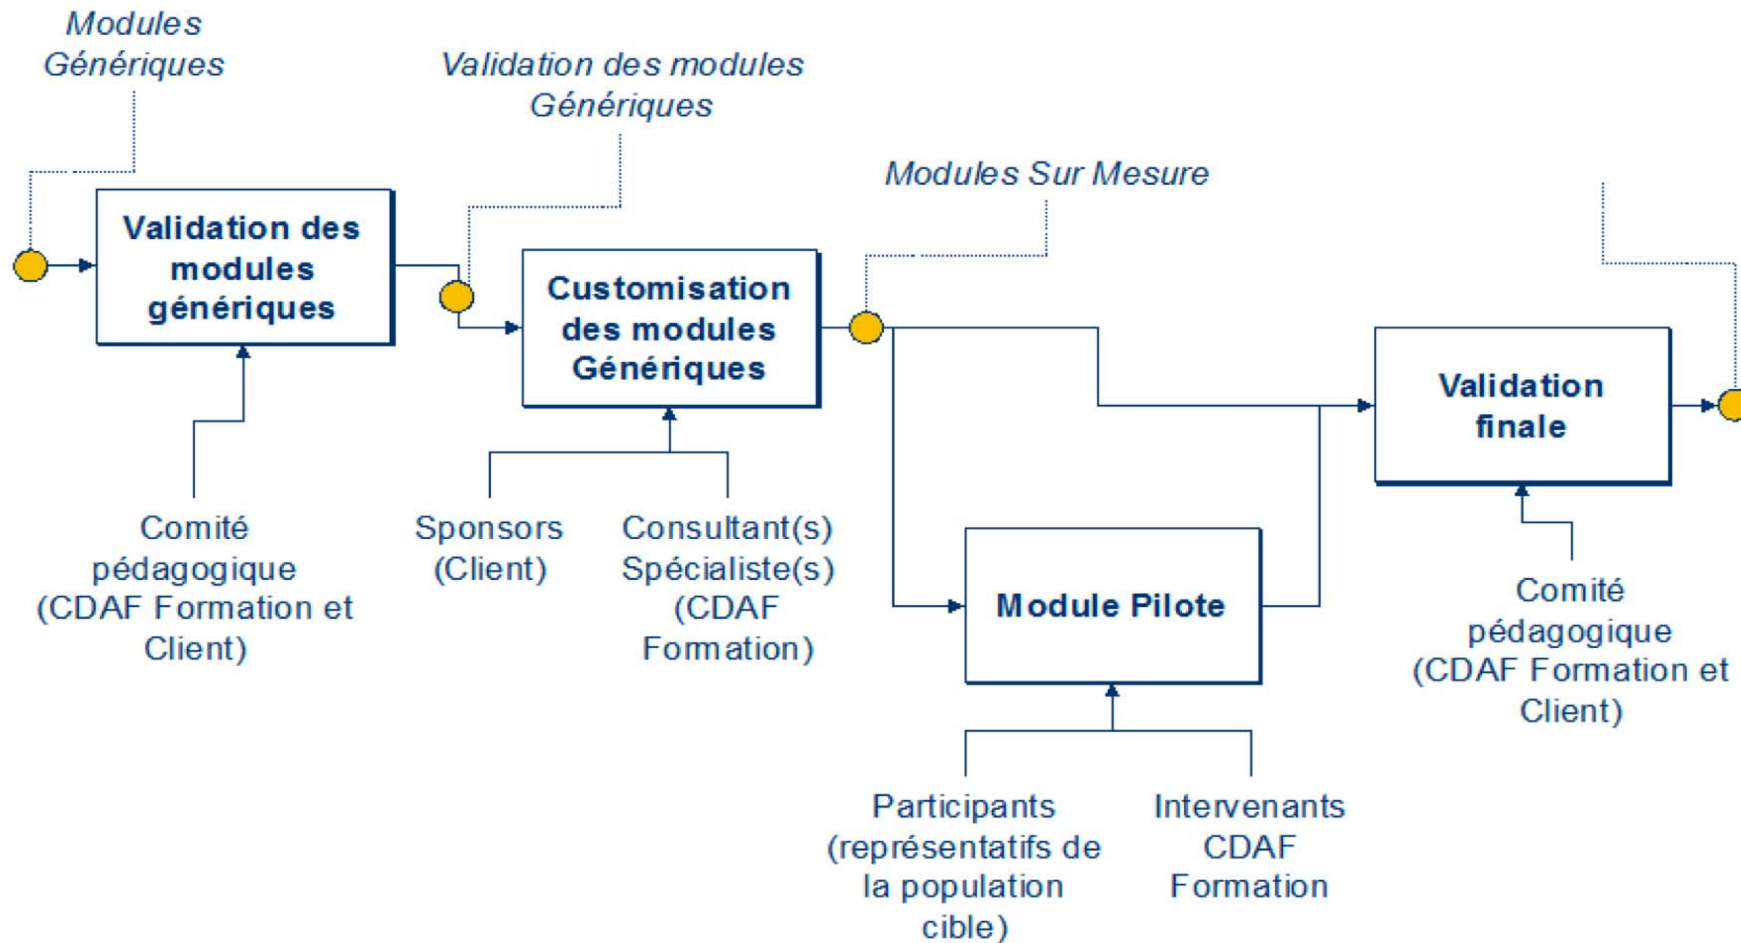 Modules
Génériques
Validation des modules
Génériques
Modules Sur Mesure
Validation des
modules
génériques
Customisation
des modules
Génériques
Validation
finale
Comité
pédagogique
(CDAF Formation et
Client)
Sponsors
(Client)
Consultant(s)
Spécialiste(s)
(CDAF
Formation)
Module Pilote
Comité
pédagogique
(CDAF Formation et
Client)
Participants
(représentatifs de
la population
cible)
Intervenants
CDAF
Formation